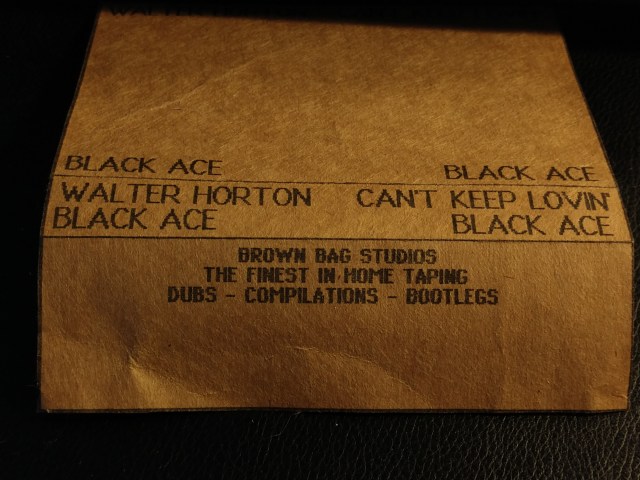 BLACK ACE BLACK ACE
WALTER HORTON CAN'T KEEP LOVIN'
BLACK ACE BLACK ACE
BROWN BAG STUDIOS
THE FINEST IN HOME TAPING
DUBS - COMPILATIONS - BOOTLEGS